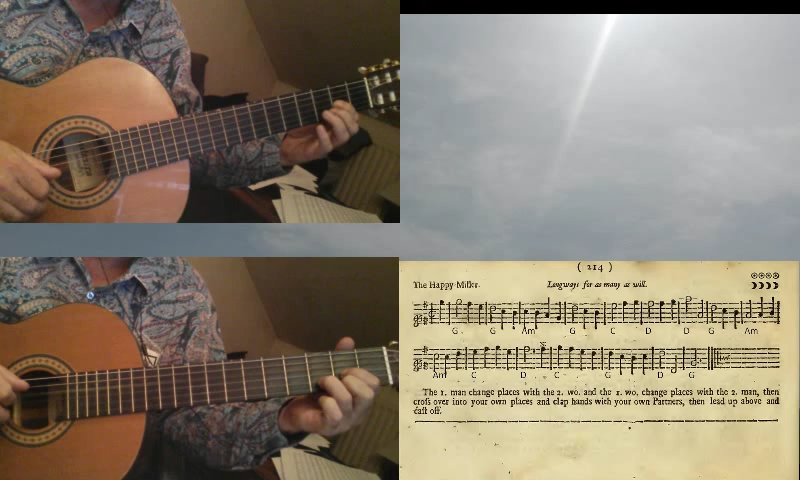 ( 214 )
The Happy Miller.
Longways for as many as will.
G G Am G C D D G Am
Am C D C D G
The 1. man change places with the 2. wo. and the 1. wo. change places with the 2. man, then
cross over into your own places and clap hands with your own Partners, then lead up above and
cast off.